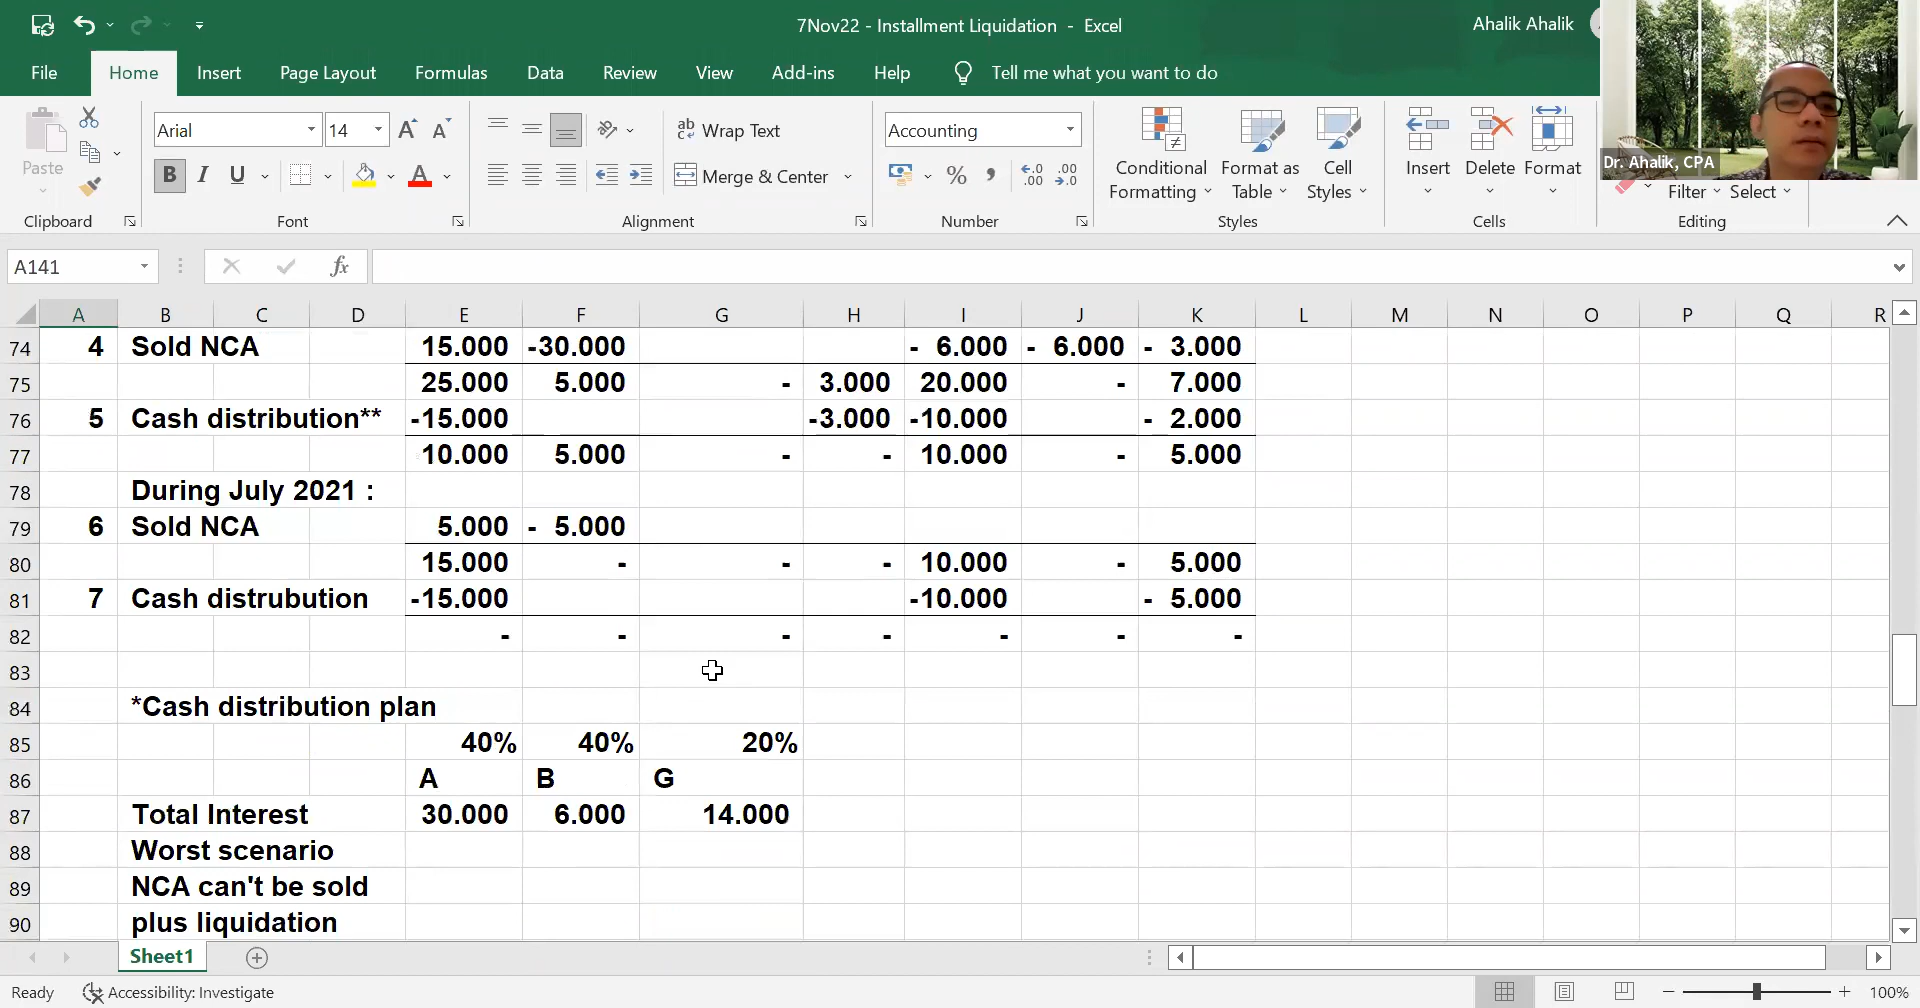 7Nov22 - Installment Liquidation - Excel
Ahalik Ahalik
File Home Insert Page Layout Formulas Data Review View Add-ins Help Tell me what you want to do
Dr. Ahalik, CPA
Paste
Arial 14
B I U
ab Wrap Text
Merge & Center
Accounting
% , .00
Conditional Formatting
Format as Table
Cell Styles
Insert Delete Format
Filter Select
Clipboard Font Alignment Number Styles Cells Editing
A141 fx
A B C D E F G H I J K L M N O P Q R
74 4 Sold NCA 15.000 -30.000 - 6.000 - 6.000 - 3.000
75 25.000 5.000 - 3.000 20.000 - 7.000
76 5 Cash distribution** -15.000 -3.000 -10.000 - 2.000
77 10.000 5.000 - - 10.000 - 5.000
78 During July 2021 :
79 6 Sold NCA 5.000 - 5.000
80 15.000 - - - 10.000 - 5.000
81 7 Cash distrubution -15.000 -10.000 - 5.000
82 - - - - - - -
83
84 *Cash distribution plan
85 40% 40% 20%
86 A B G
87 Total Interest 30.000 6.000 14.000
88 Worst scenario
89 NCA can't be sold
90 plus liquidation
Sheet1
Ready Accessibility: Investigate 100%